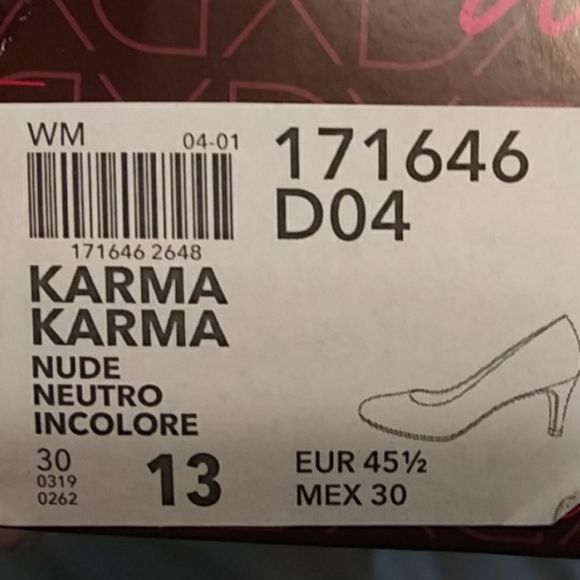 WM 04-01
171646
D04
171646 2648
KARMA
KARMA
NUDE
NEUTRO
INCOLORE
30
0319
0262
13
EUR 45½
MEX 30